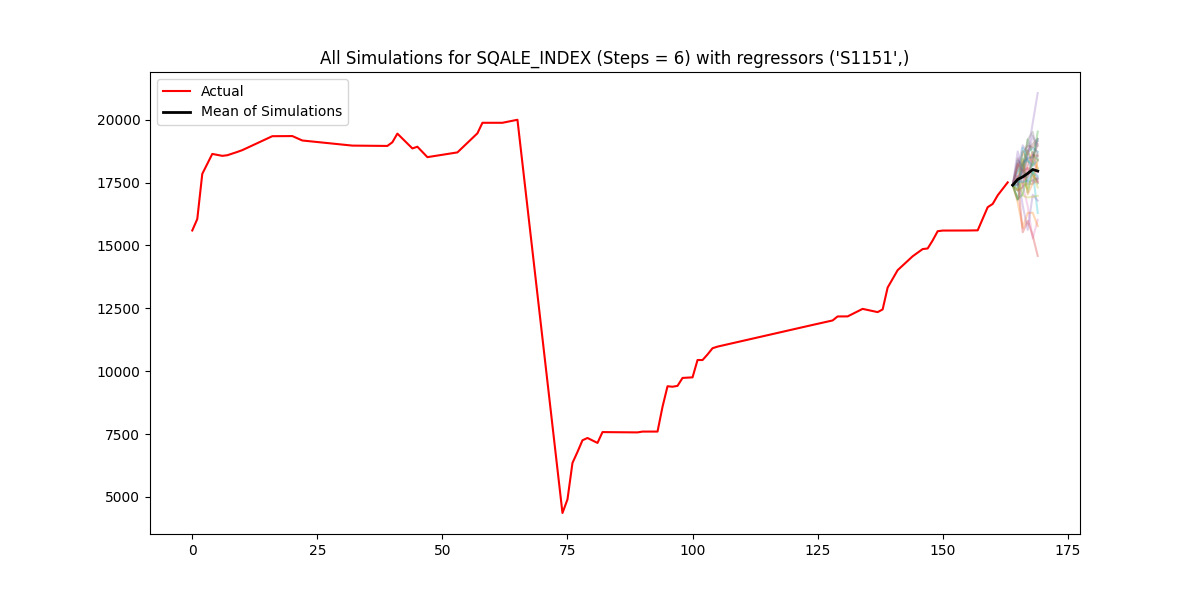 All Simulations for SQALE_INDEX (Steps = 6) with regressors ('S1151',)
Actual
Mean of Simulations
20000
17500
15000
12500
10000
7500
5000
0 25 50 75 100 125 150 175